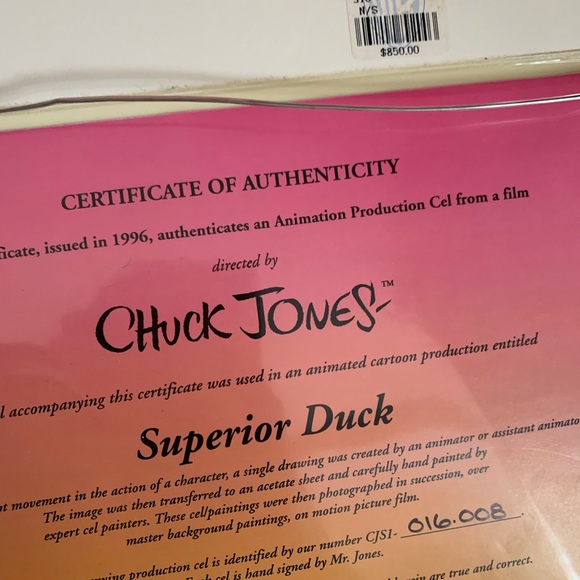 N/S
$850.00
CERTIFICATE OF AUTHENTICITY
issued in 1996, authenticates an Animation Production Cel from a film
directed by
CHUCK JONES™
accompanying this certificate was used in an animated cartoon production entitled
Superior Duck
movement in the action of a character, a single drawing was created by an animator or assistant
The image was then transferred to an acetate sheet and carefully hand painted by
expert cel painters. These cel/paintings were then photographed in succession, over
master background paintings, on motion picture film.
production cel is identified by our number CJS1- 016.008.
cel is hand signed by Mr. Jones.
are true and correct.